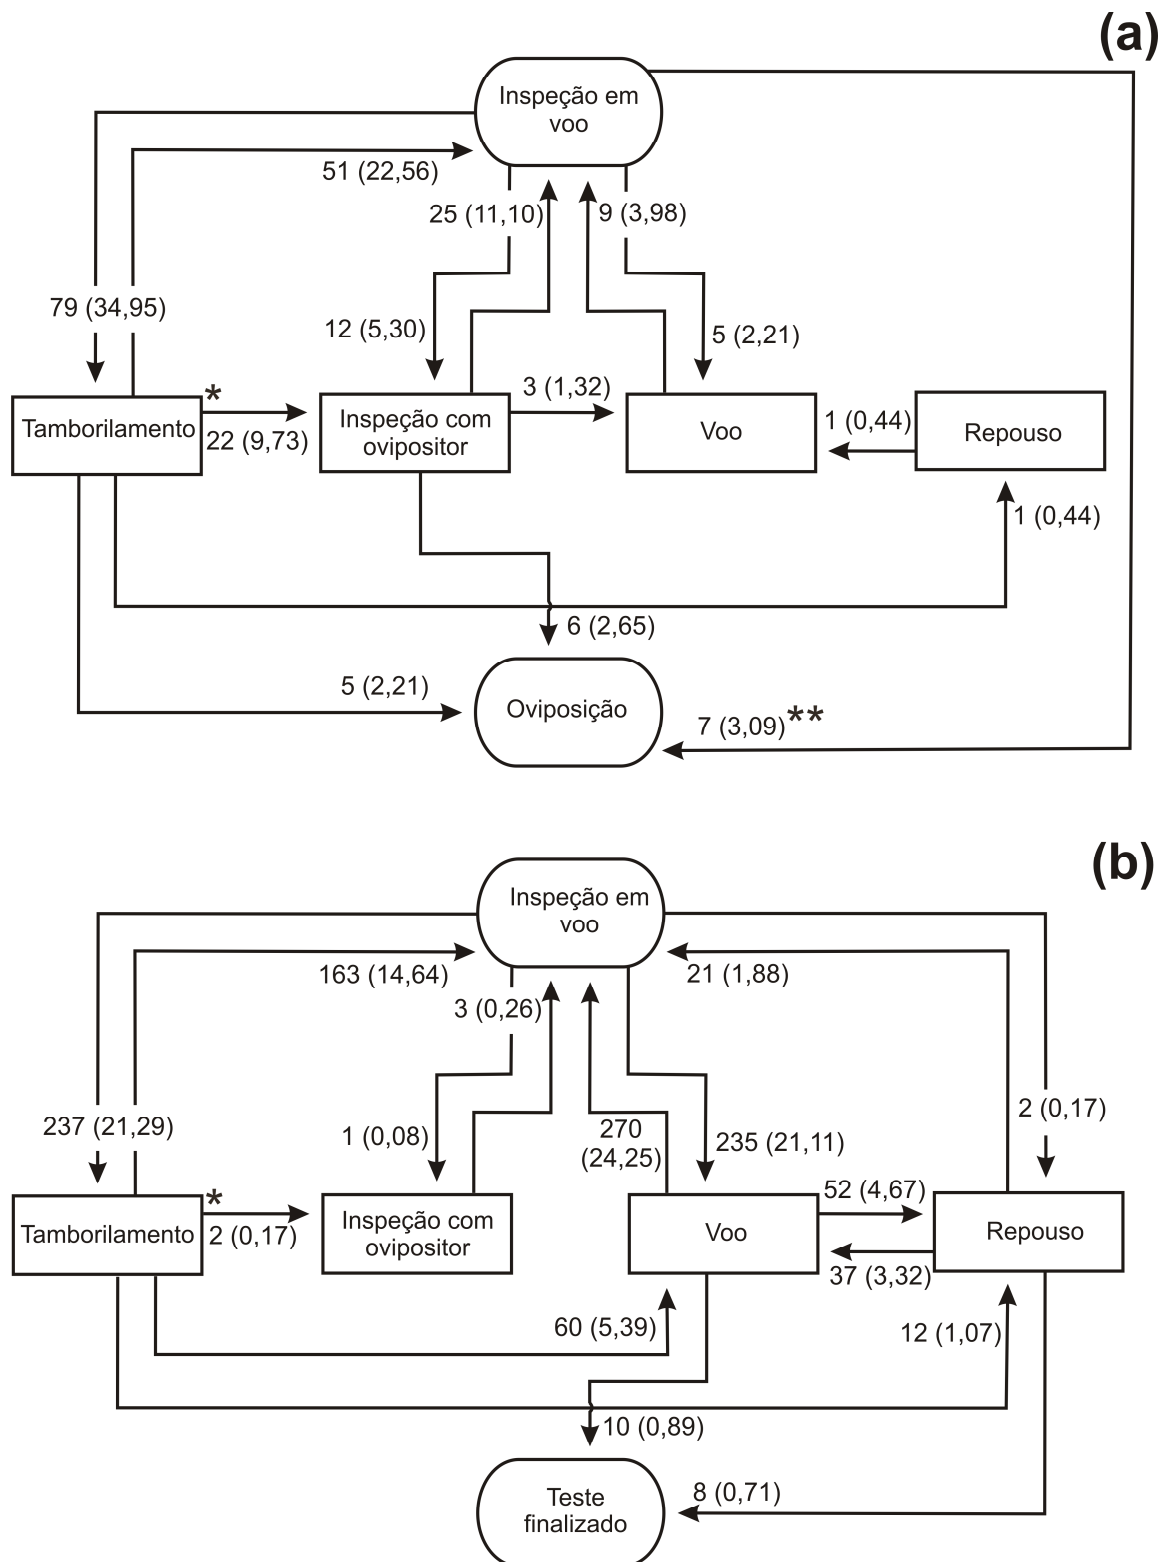 (a)
Inspeção em
voo
51 (22,56)
25 (11,10)
9 (3,98)
79 (34,95)
12 (5,30)
5 (2,21)
3 (1,32)
*
Tamborilamento
22 (9,73)
Inspeção com
ovipositor
Voo
1 (0,44)
Repouso
1 (0,44)
6 (2,65)
5 (2,21)
Oviposição
7 (3,09)**
(b)
Inspeção em
voo
163 (14,64)
21 (1,88)
3 (0,26)
237 (21,29)
1 (0,08)
270
(24,25)
235 (21,11)
2 (0,17)
52 (4,67)
*
Tamborilamento
2 (0,17)
Inspeção com
ovipositor
Voo
Repouso
37 (3,32)
60 (5,39)
12 (1,07)
10 (0,89)
Teste
finalizado
8 (0,71)